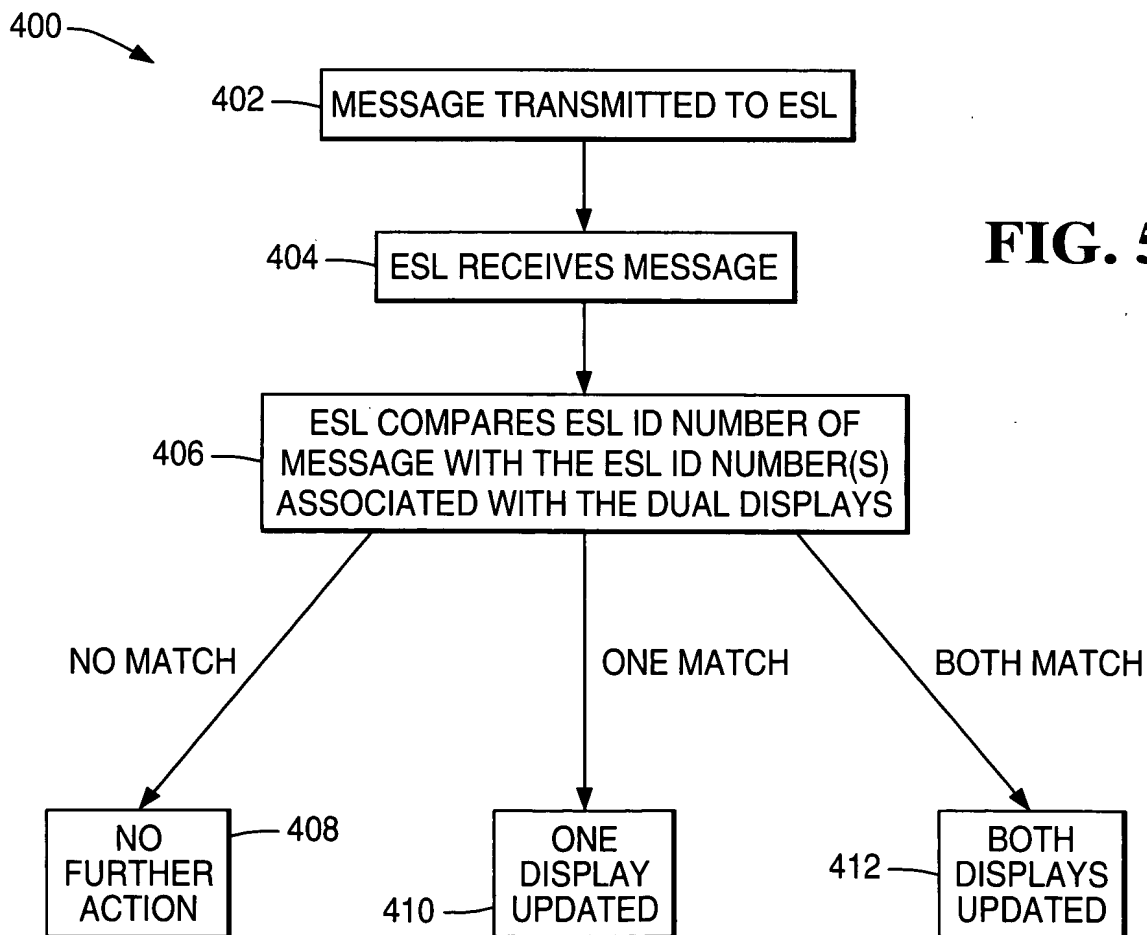 400
402
MESSAGE TRANSMITTED TO ESL
404
ESL RECEIVES MESSAGE
FIG. 5
406
ESL COMPARES ESL ID NUMBER OF
MESSAGE WITH THE ESL ID NUMBER(S)
ASSOCIATED WITH THE DUAL DISPLAYS
NO MATCH
ONE MATCH
BOTH MATCH
NO
FURTHER
ACTION
408
410
ONE
DISPLAY
UPDATED
412
BOTH
DISPLAYS
UPDATED